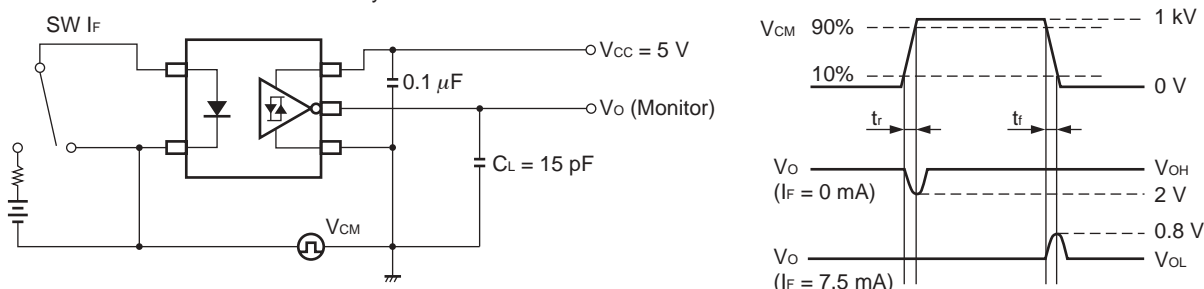 SW IF
VCC = 5 V
0.1 μF
VO (Monitor)
CL = 15 pF
VCM
VCM 90%
10%
1 kV
0 V
tr
tf
VO
(IF = 0 mA)
VOH
2 V
0.8 V
VO
(IF = 7.5 mA)
VOL